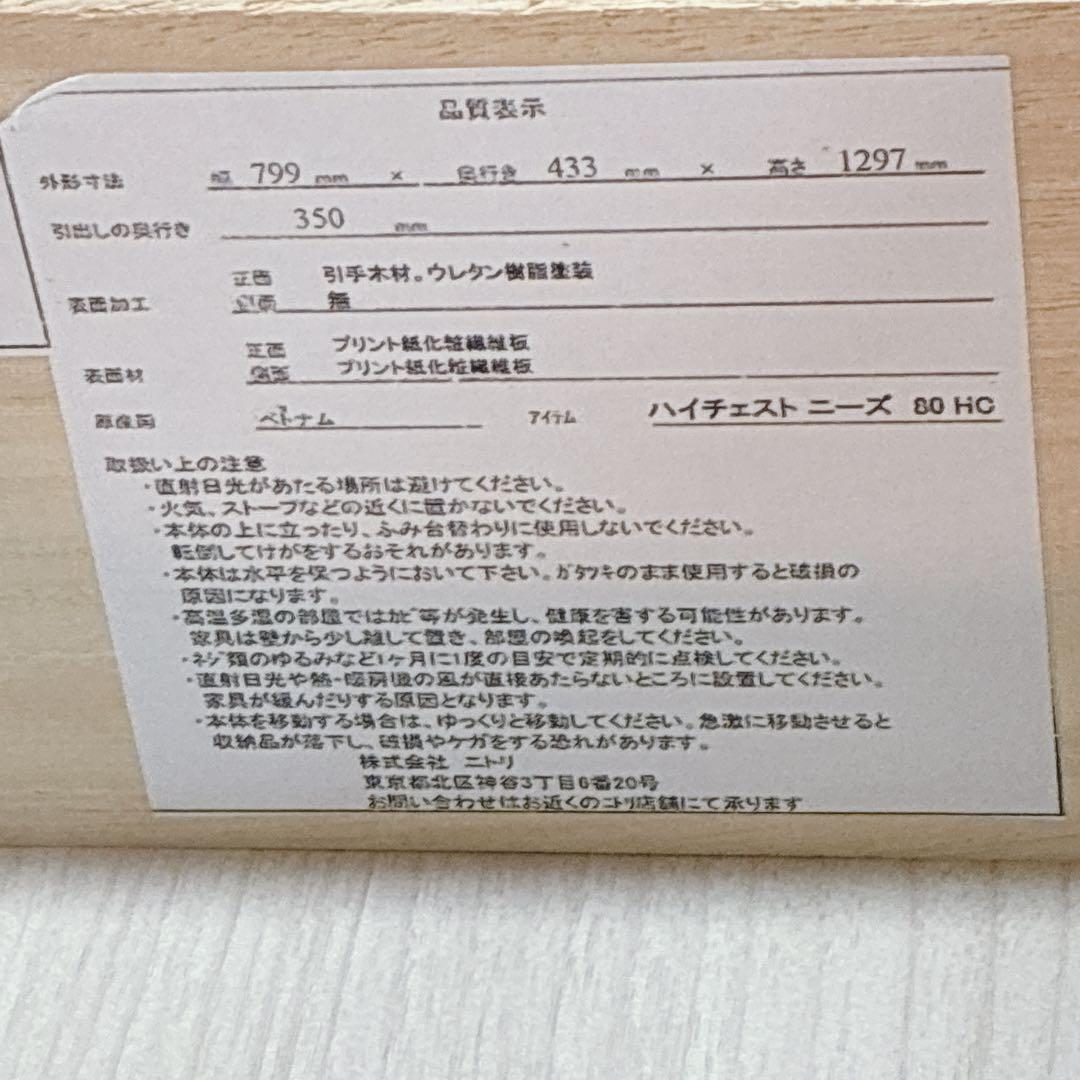 品質表示
外形寸法 幅 799 mm × 奥行き 433 mm × 高さ 1297 mm
引出しの奥行き 350 mm
正面 引手木材。ウレタン樹脂塗装
表面加工 側面 無
正面 プリント紙化粧繊維板
表面材 側面 プリント紙化粧繊維板
原産国 ベトナム アイテム ハイチェスト ニーズ 80 HC
取扱い上の注意
・直射日光があたる場所は避けてください。
・火気、ストーブなどの近くに置かないでください。
・本体の上に立ったり、ふみ台替わりに使用しないでください。
転倒してけがをするおそれがあります。
・本体は水平を保つようにおいて下さい。ガタツキのまま使用すると破損の
原因になります。
・高温多湿の部屋ではカビ等が発生し、健康を害する可能性があります。
家具は壁から少し離して置き、部屋の喚起をしてください。
・ネジ類のゆるみなど1ヶ月に1度の目安で定期的に点検してください。
・直射日光や熱・暖房機の風が直接あたらないところに設置してください。
家具が緩んだりする原因となります。
・本体を移動する場合は、ゆっくりと移動してください。急激に移動させると
収納品が落下し、破損やケガをする恐れがあります。
株式会社 ニトリ
東京都北区神谷3丁目6番20号
お問い合わせはお近くのニトリ店舗にて承ります